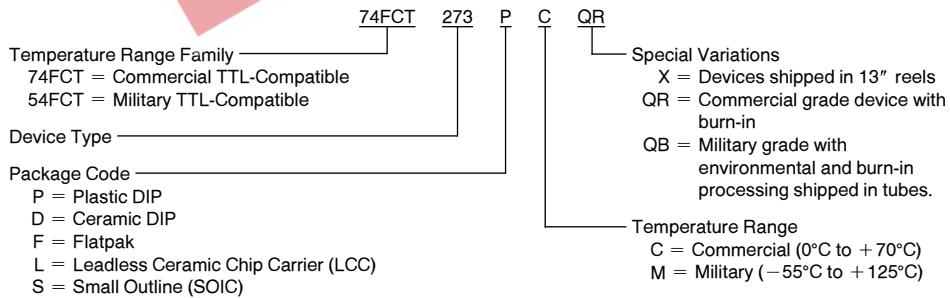 74FCT 273 P C QR
Temperature Range Family
74FCT = Commercial TTL-Compatible
54FCT = Military TTL-Compatible
Device Type
Package Code
P = Plastic DIP
D = Ceramic DIP
F = Flatpak
L = Leadless Ceramic Chip Carrier (LCC)
S = Small Outline (SOIC)
Special Variations
X = Devices shipped in 13″ reels
QR = Commercial grade device with
burn-in
QB = Military grade with
environmental and burn-in
processing shipped in tubes.
Temperature Range
C = Commercial (0°C to +70°C)
M = Military (−55°C to +125°C)